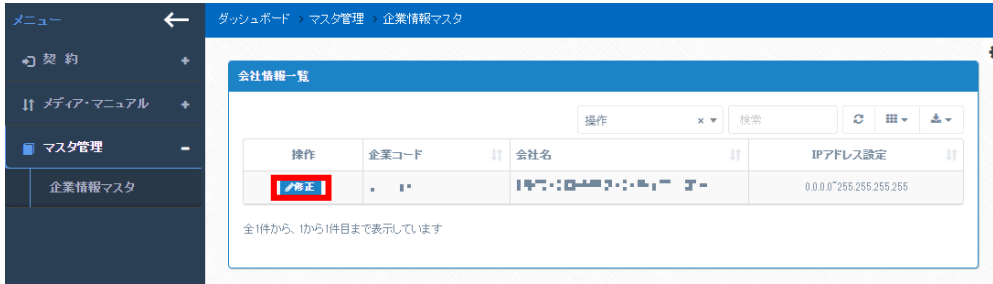 メニュー
ダッシュボード > マスタ管理 > 企業情報マスタ
契 約
メディア・マニュアル
マスタ管理
企業情報マスタ
会社情報一覧
操作 × 検索
操作 企業コード 会社名 IPアドレス設定
修正 0.0.0.0~255.255.255.255
全1件から、1から1件目まで表示しています